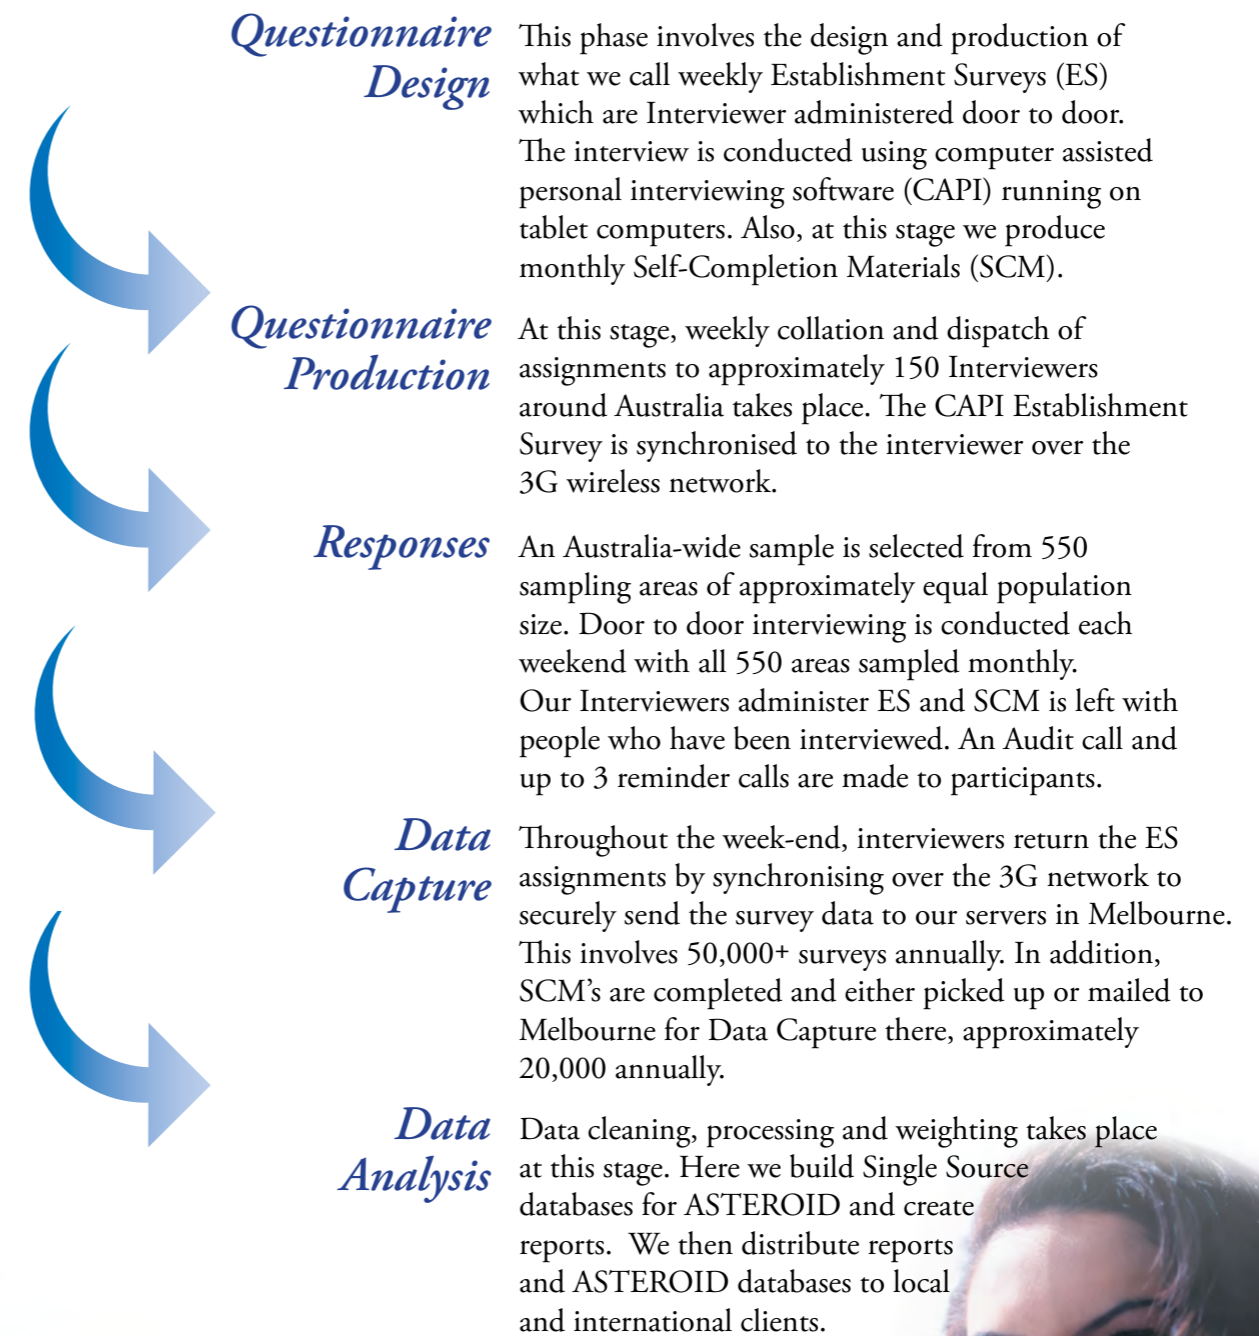 Questionnaire
Design
This phase involves the design and production of
what we call weekly Establishment Surveys (ES)
which are Interviewer administered door to door.
The interview is conducted using computer assisted
personal interviewing software (CAPI) running on
tablet computers. Also, at this stage we produce
monthly Self-Completion Materials (SCM).
Questionnaire
Production
At this stage, weekly collation and dispatch of
assignments to approximately 150 Interviewers
around Australia takes place. The CAPI Establishment
Survey is synchronised to the interviewer over the
3G wireless network.
Responses
An Australia-wide sample is selected from 550
sampling areas of approximately equal population
size. Door to door interviewing is conducted each
weekend with all 550 areas sampled monthly.
Our Interviewers administer ES and SCM is left with
people who have been interviewed. An Audit call and
up to 3 reminder calls are made to participants.
Data
Capture
Throughout the week-end, interviewers return the ES
assignments by synchronising over the 3G network to
securely send the survey data to our servers in Melbourne.
This involves 50,000+ surveys annually. In addition,
SCM's are completed and either picked up or mailed to
Melbourne for Data Capture there, approximately
20,000 annually.
Data
Analysis
Data cleaning, processing and weighting takes place
at this stage. Here we build Single Source
databases for ASTEROID and create
reports.  We then distribute reports
and ASTEROID databases to local
and international clients.